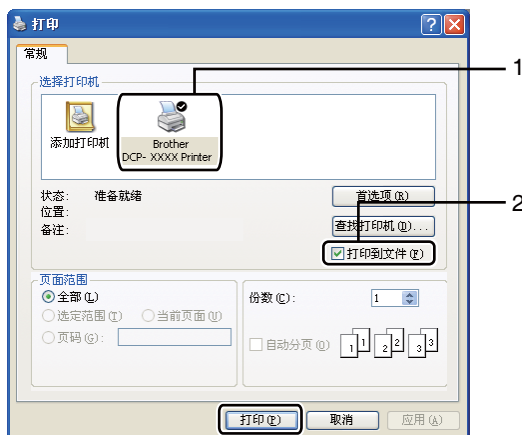 打印
常规
选择打印机
添加打印机
Brother
DCP- XXXX Printer
1
状态: 准备就绪
位置:
备注:
首选项(R)
查找打印机(D)...
打印到文件(F)
2
页面范围
全部(L)
选定范围(T) 当前页面(U)
页码(G):
份数(C): 1
自动分页(O)
1 1 2 2 3 3
打印(P) 取消 应用(A)